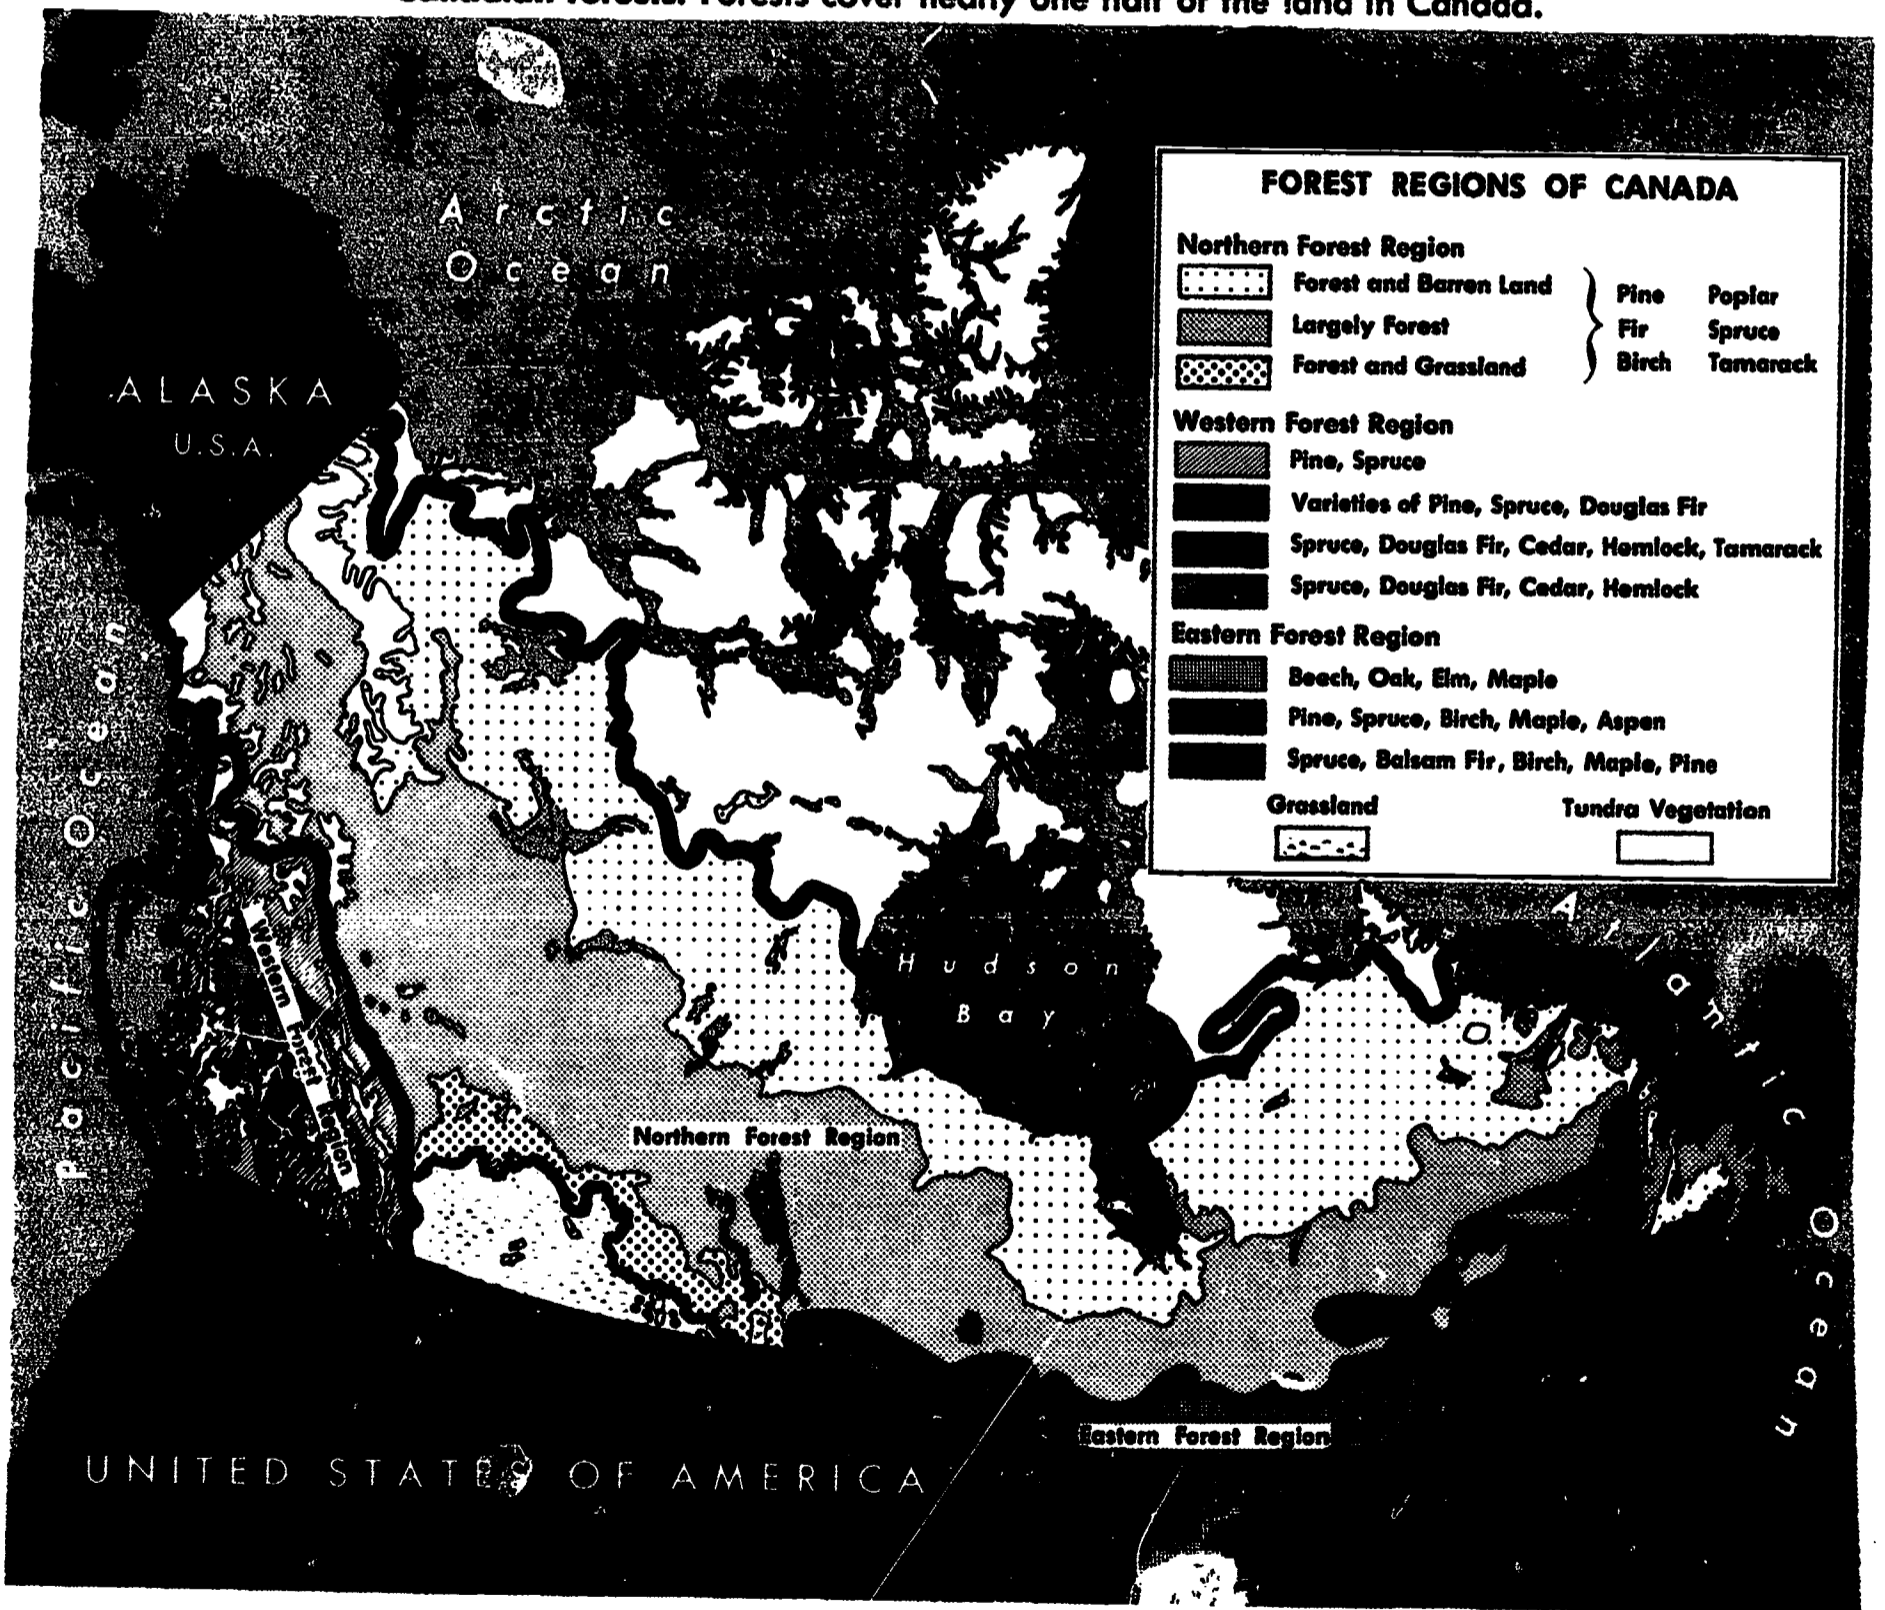 Canadian forests. Forests cover nearly one half of the land in Canada.
Arctic
Ocean
ALASKA
U.S.A.
Pacific Ocean
FOREST REGIONS OF CANADA
Northern Forest Region
Forest and Barren Land
Largely Forest
Forest and Grassland
Pine Poplar
Fir Spruce
Birch Tamarack
Western Forest Region
Pine, Spruce
Varieties of Pine, Spruce, Douglas Fir
Spruce, Douglas Fir, Cedar, Hemlock, Tamarack
Spruce, Douglas Fir, Cedar, Hemlock
Eastern Forest Region
Beech, Oak, Elm, Maple
Pine, Spruce, Birch, Maple, Aspen
Spruce, Balsam Fir, Birch, Maple, Pine
Grassland Tundra Vegetation
Atlantic Ocean
Hudson
Bay
Western Forest Region
Northern Forest Region
Eastern Forest Region
UNITED STATES OF AMERICA